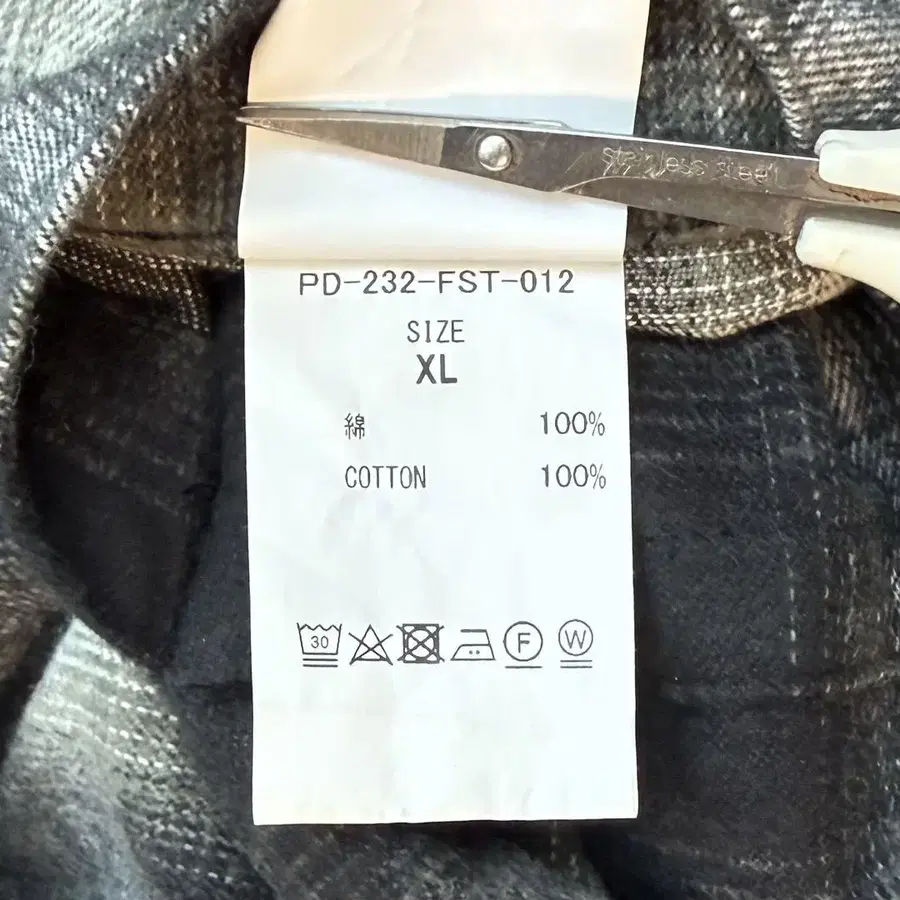 stainless steel
PD-232-FST-012
SIZE
XL
綿 100%
COTTON 100%
30 F W